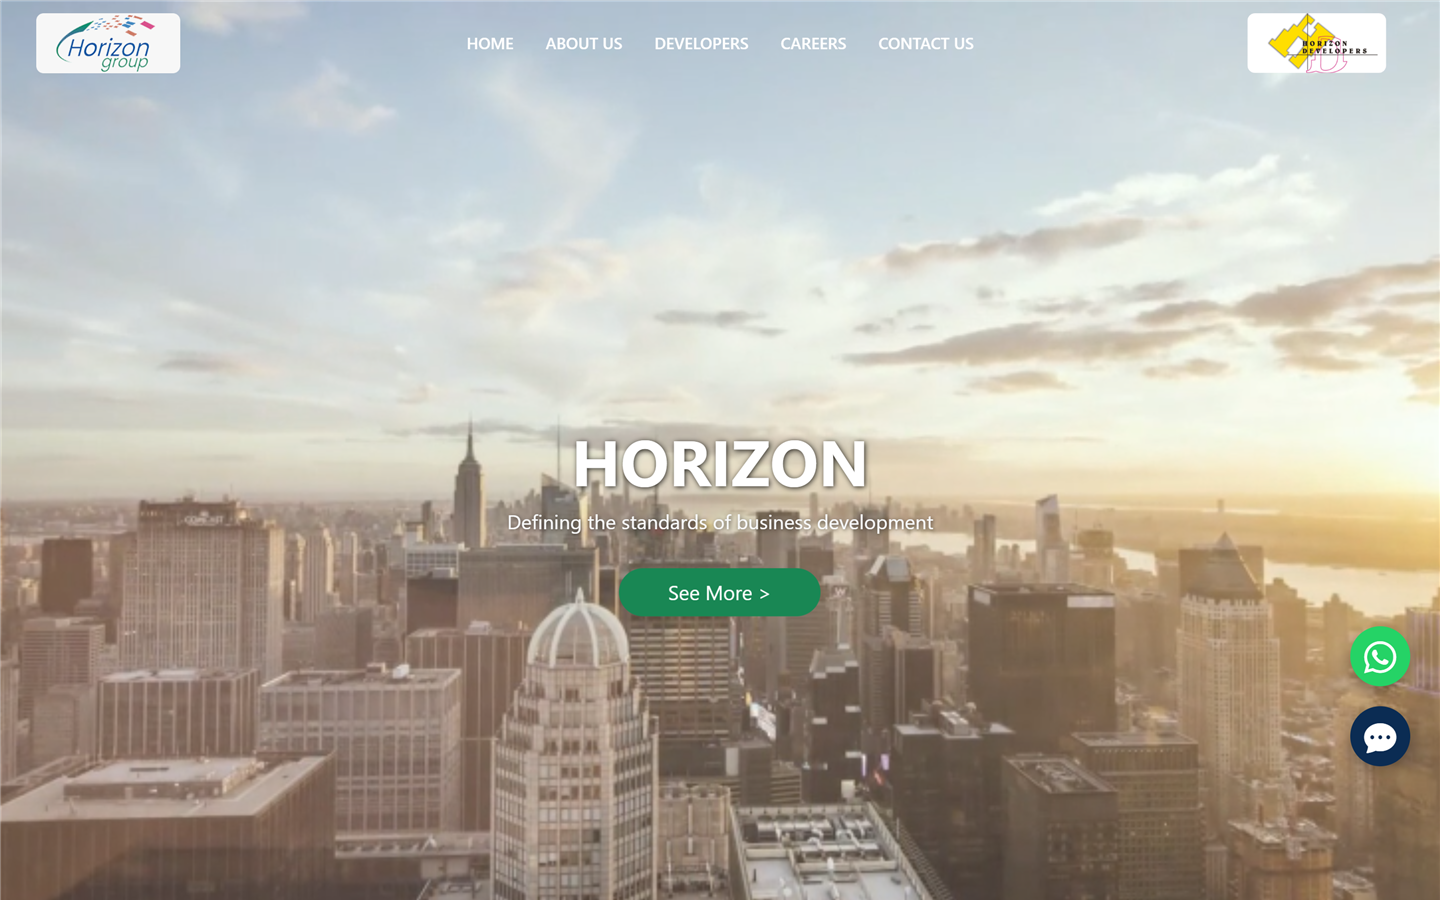 Horizon
group
HOME
ABOUT US
DEVELOPERS
CAREERS
CONTACT US
HORIZON
DEVELOPERS
HORIZON
Defining the standards of business development
See More >